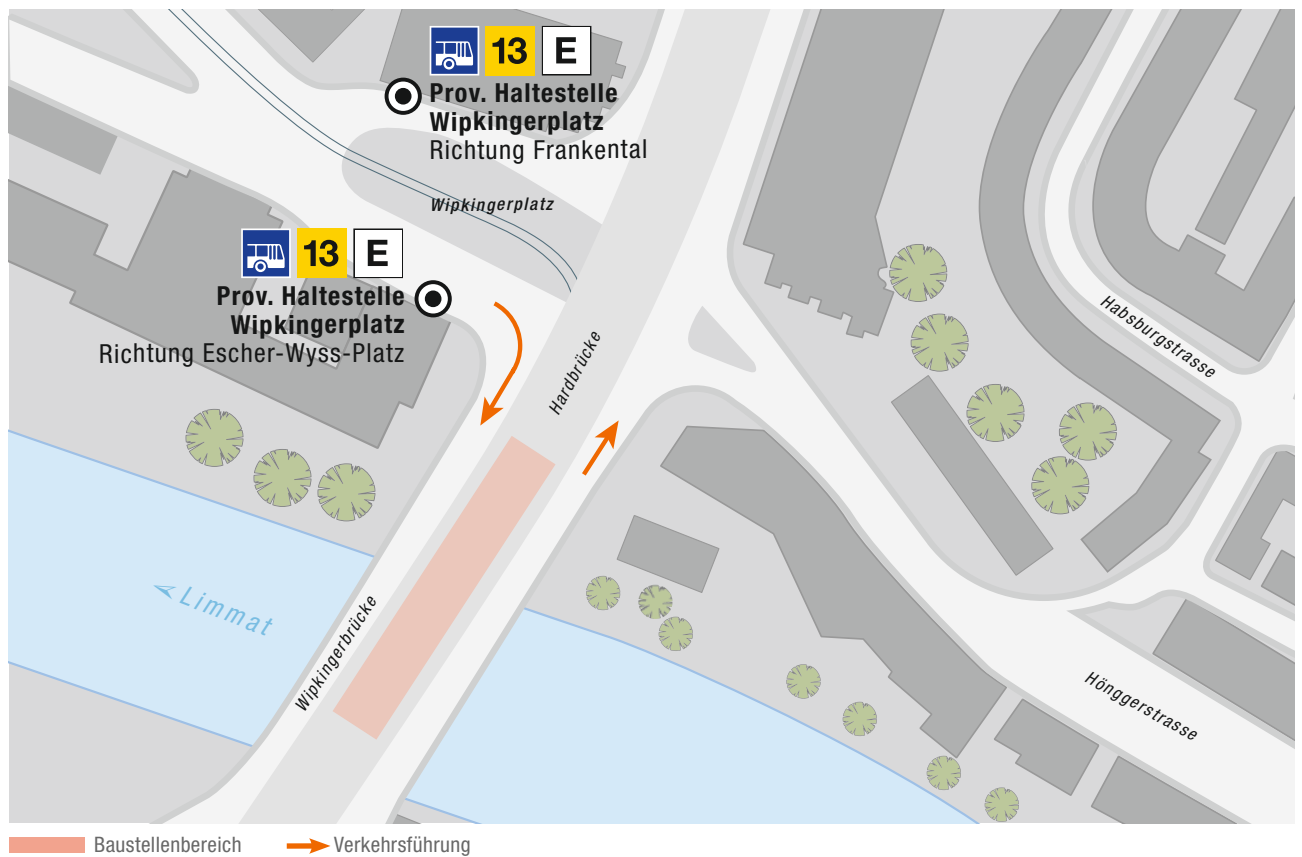 13 E
Prov. Haltestelle
Wipkingerplatz
Richtung Frankental
Wipkingerplatz
13 E
Prov. Haltestelle
Wipkingerplatz
Richtung Escher-Wyss-Platz
Hardbrücke
Habsburgstrasse
Limmat
Wipkingerbrücke
Hönggerstrasse
Baustellenbereich
Verkehrsführung